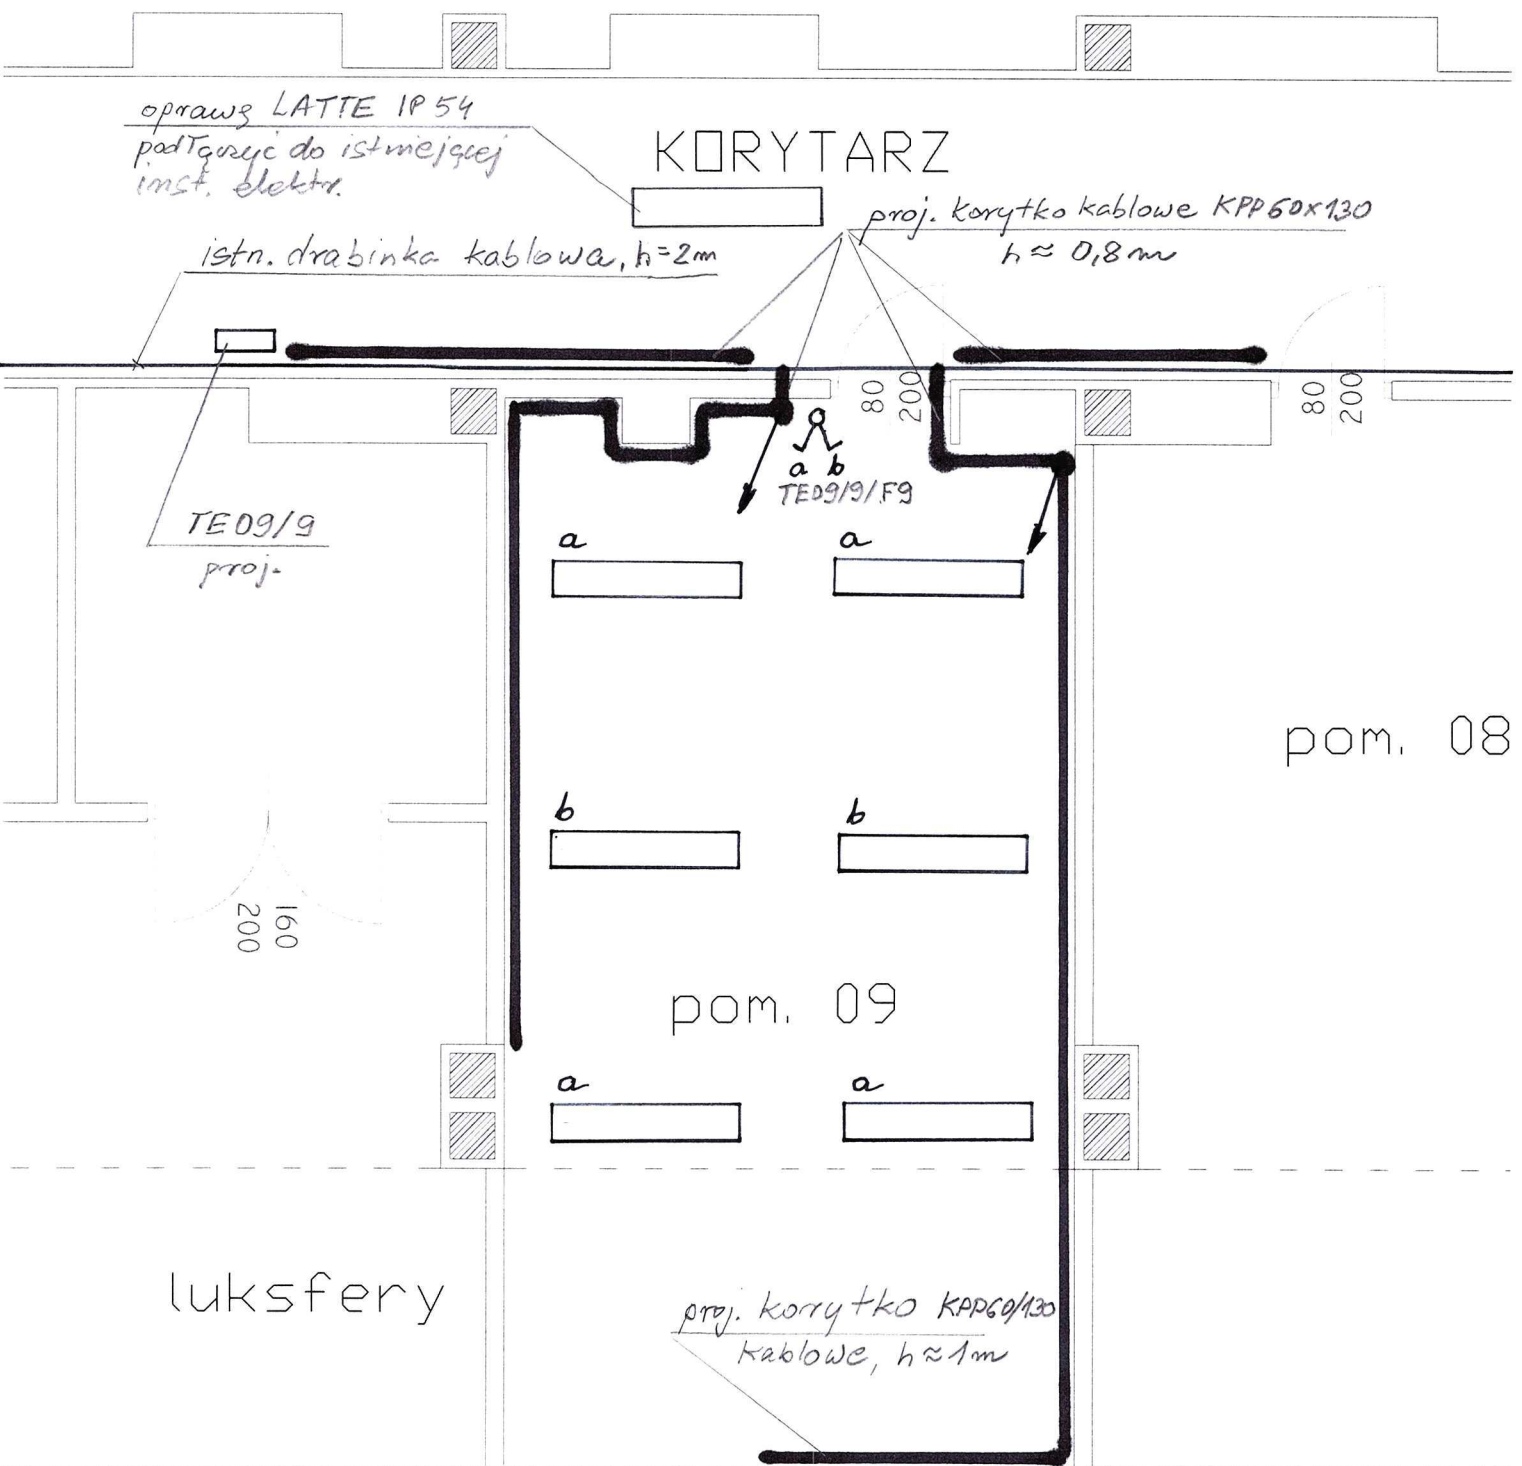 oprawę LATTE IP 54
podłączyć do istniejącej
inst. elektr.
KORYTARZ
proj. korytko kablowe KPP60x130
h ≈ 0,8 m
istn. drabinka kablowa, h=2m
80
200
80
200
a b
TE09/9/F9
TE09/9
proj.
a
a
pom. 08
b
b
160
200
pom. 09
a
a
luksfery
proj. korytko KPP60/130
kablowe, h ≈ 1m